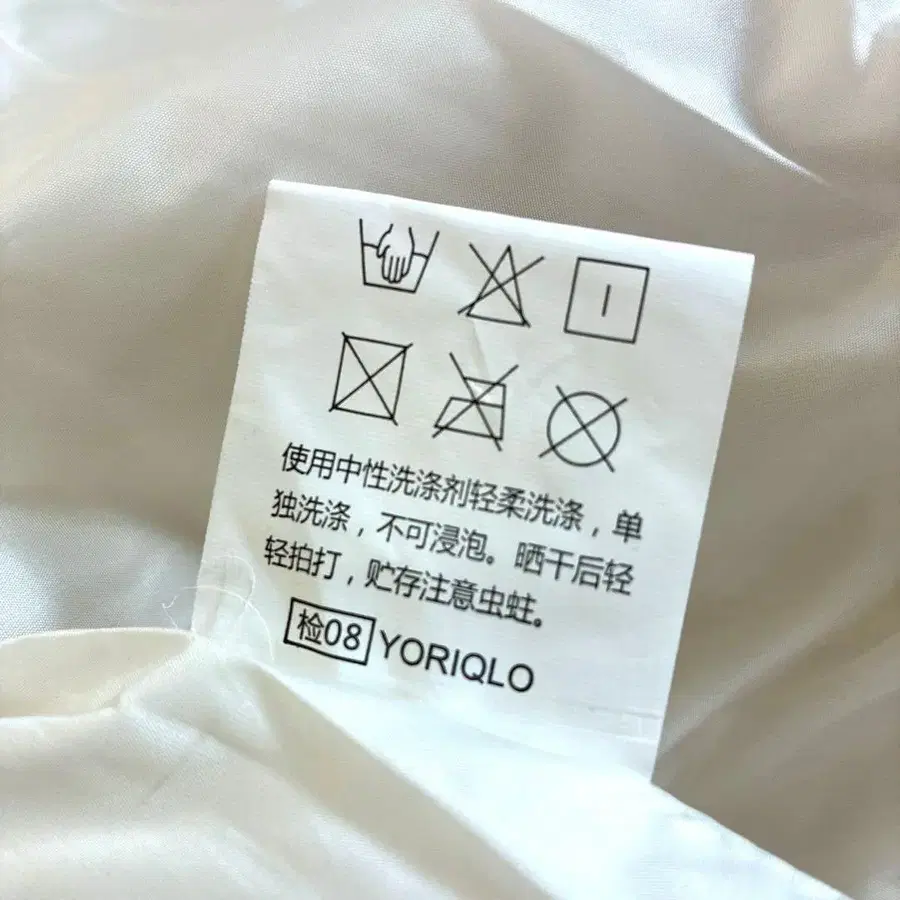 使用中性洗涤剂轻柔洗涤，单
独洗涤，不可浸泡。晒干后轻
轻拍打，贮存注意虫蛀。
检08 YORIQLO